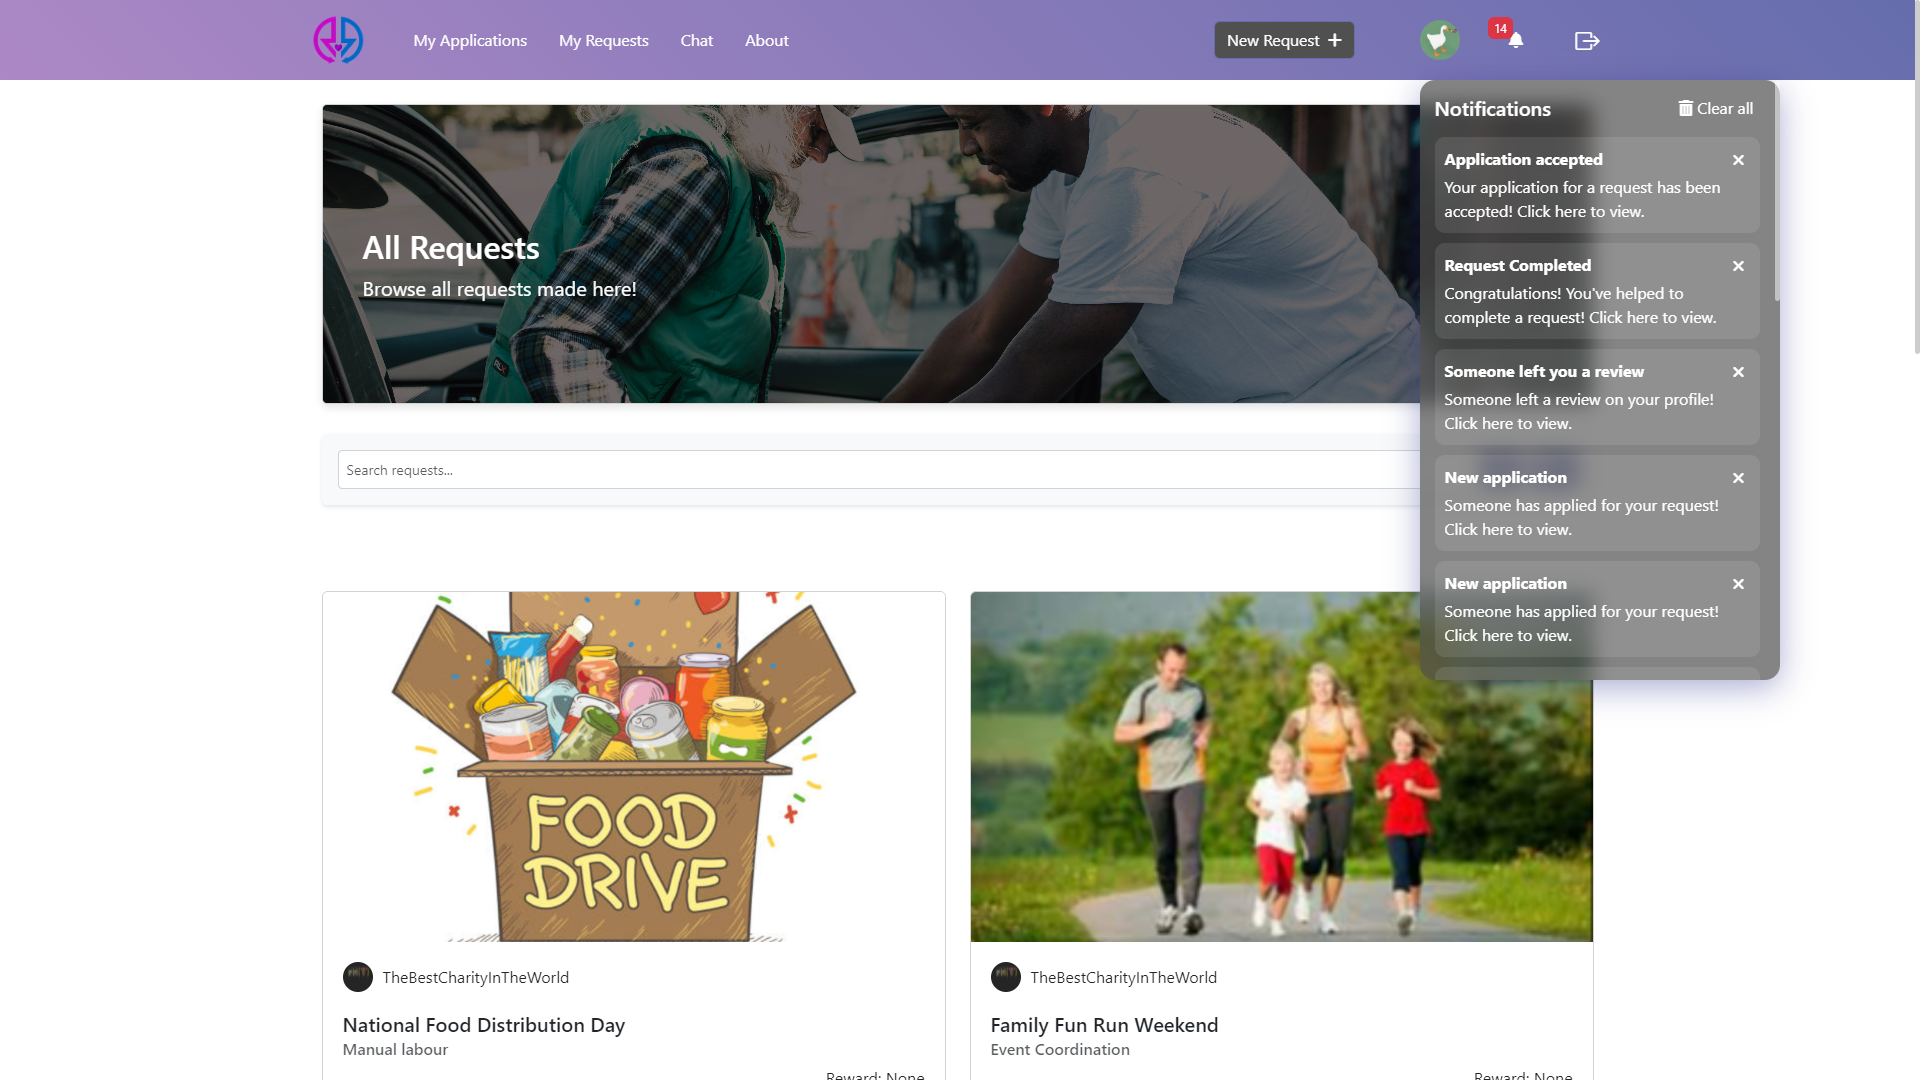 My Applications
My Requests
Chat
About
New Request
14
Notifications
Clear all
Application accepted
Your application for a request has been
accepted! Click here to view.
Request Completed
Congratulations! You've helped to
complete a request! Click here to view.
Someone left you a review
Someone left a review on your profile!
Click here to view.
New application
Someone has applied for your request!
Click here to view.
New application
Someone has applied for your request!
Click here to view.
All Requests
Browse all requests made here!
Search requests...
FOOD
DRIVE
TheBestCharityInTheWorld
National Food Distribution Day
Manual labour
Reward: None
TheBestCharityInTheWorld
Family Fun Run Weekend
Event Coordination
Reward: None